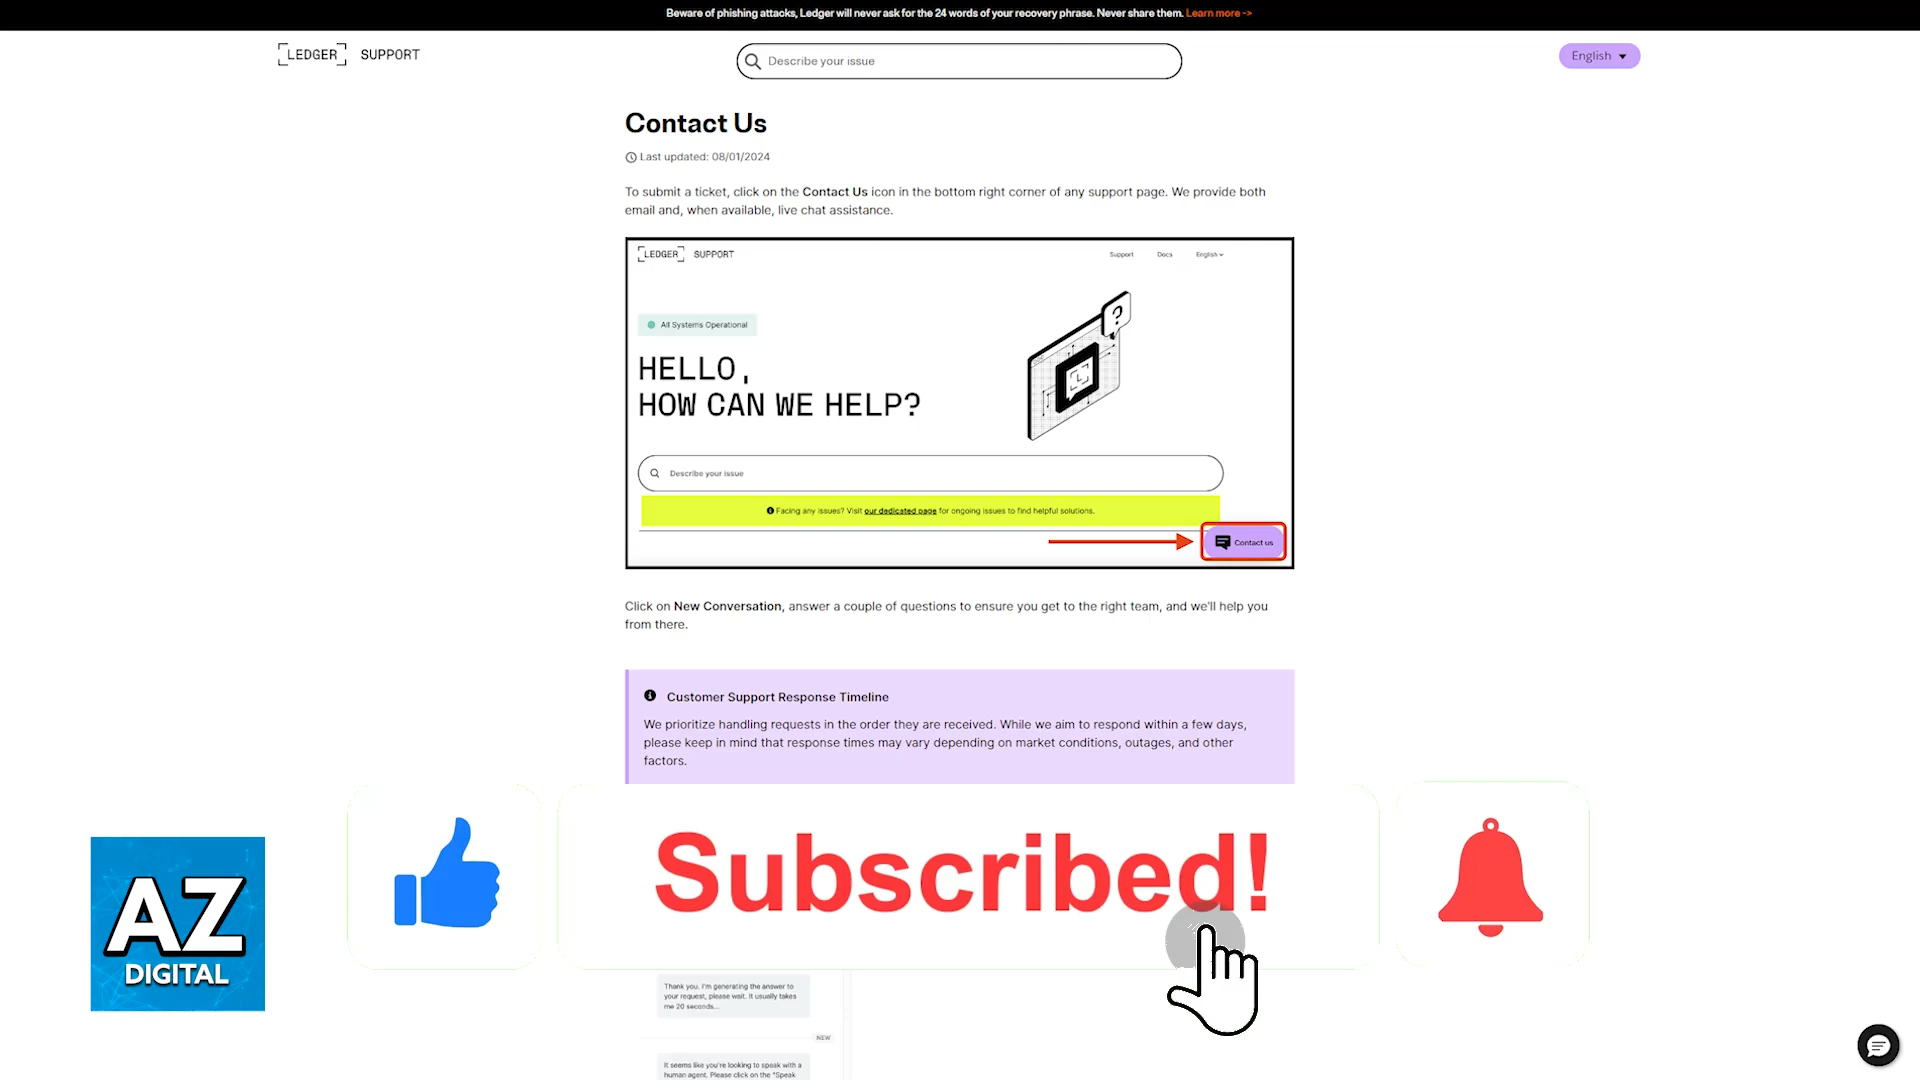 Beware of phishing attacks, Ledger will never ask for the 24 words of your recovery phrase. Never share them. Learn more ->
LEDGER SUPPORT
Describe your issue
English
Contact Us
Last updated: 08/01/2024
To submit a ticket, click on the Contact Us icon in the bottom right corner of any support page. We provide both
email and, when available, live chat assistance.
LEDGER SUPPORT
Support Docs English
All Systems Operational
?
HELLO,
HOW CAN WE HELP?
Describe your issue
Facing any issues? Visit our dedicated page for ongoing issues to find helpful solutions.
Contact us
Click on New Conversation, answer a couple of questions to ensure you get to the right team, and we'll help you
from there.
Customer Support Response Timeline
We prioritize handling requests in the order they are received. While we aim to respond within a few days,
please keep in mind that response times may vary depending on market conditions, outages, and other
factors.
Subscribed!
AZ
DIGITAL
Thank you. I'm generating the answer to
your request, please wait. It usually takes
me 20 seconds...
NEW
It seems like you're looking to speak with a
human agent. Please click on the "Speak